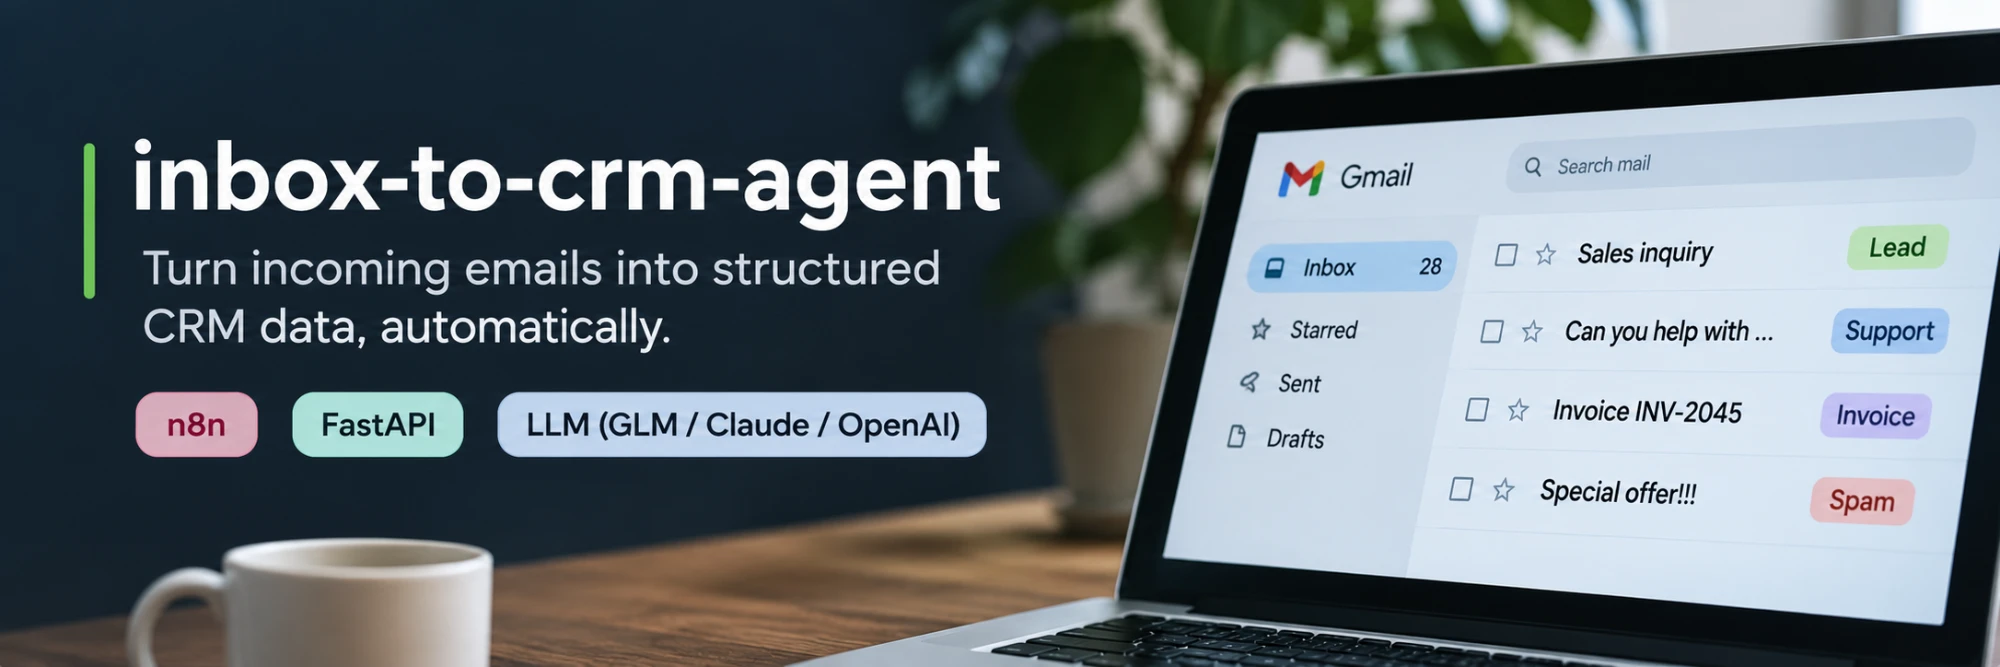 inbox-to-crm-agent
Turn incoming emails into structured
CRM data, automatically.
n8n
FastAPI
LLM (GLM / Claude / OpenAI)
Gmail
Search mail
Inbox 28
Starred
Sent
Drafts
Sales inquiry Lead
Can you help with ... Support
Invoice INV-2045 Invoice
Special offer!!! Spam